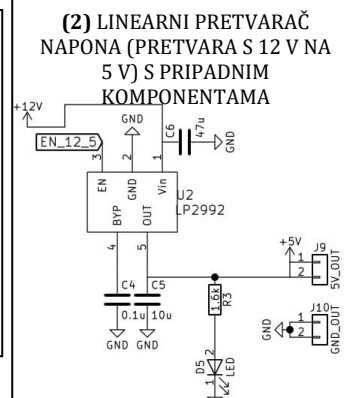 (2) LINEARNI PRETVARAČ
NAPONA (PRETVARA S 12 V NA
5 V) S PRIPADNIM
KOMPONENTAMA
+12V
GND
C6
47u
GND
EN_12_5
3
2
1
EN
GND
Vin
U2
LP2992
BYP
OUT
4
5
+5V
J9
1
2
5V_OUT
C4
C5
0.1u
10u
GND
GND
1.6k
R3
J10
GND
1
2
GND_OUT
D5
2
LED
1